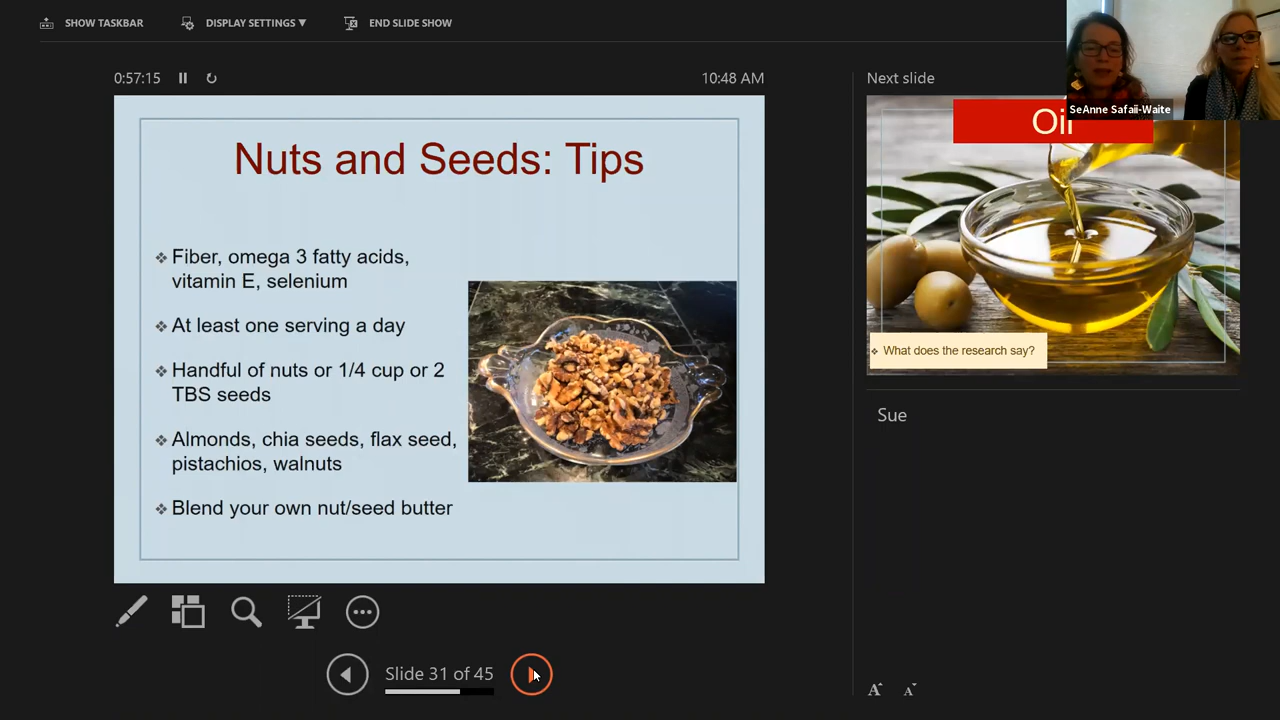 SHOW TASKBAR
DISPLAY SETTINGS ▼
END SLIDE SHOW
0:57:15
10:48 AM
Nuts and Seeds: Tips
❖ Fiber, omega 3 fatty acids,
vitamin E, selenium
❖ At least one serving a day
❖ Handful of nuts or 1/4 cup or 2
TBS seeds
❖ Almonds, chia seeds, flax seed,
pistachios, walnuts
❖ Blend your own nut/seed butter
Slide 31 of 45
Next slide
SeAnne Safaii-Waite
Oil
❖ What does the research say?
Sue
A A